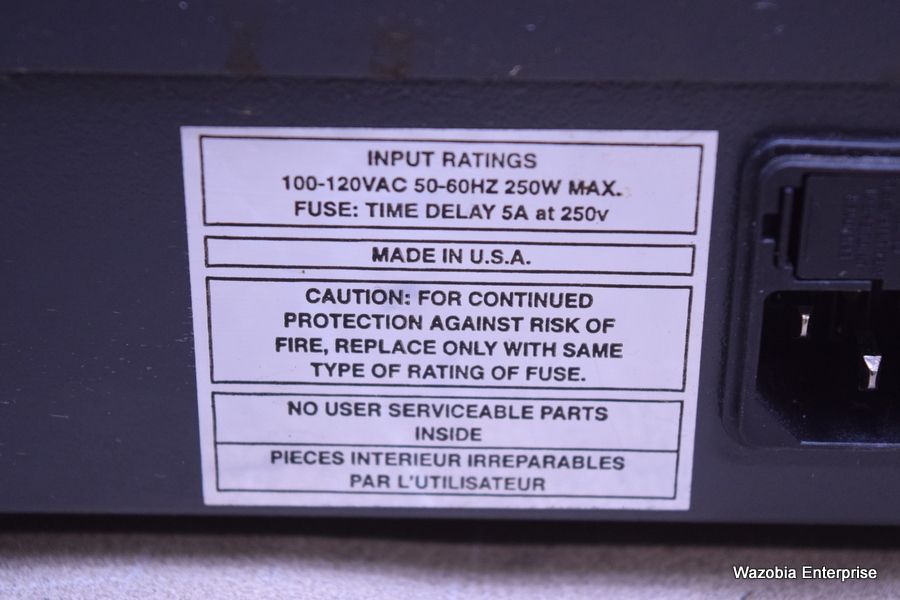 INPUT RATINGS
100-120VAC 50-60HZ 250W MAX.
FUSE: TIME DELAY 5A at 250v
MADE IN U.S.A.
CAUTION: FOR CONTINUED
PROTECTION AGAINST RISK OF
FIRE, REPLACE ONLY WITH SAME
TYPE OF RATING OF FUSE.
NO USER SERVICEABLE PARTS
INSIDE
PIECES INTERIEUR IRREPARABLES
PAR L'UTILISATEUR
Wazobia Enterprise